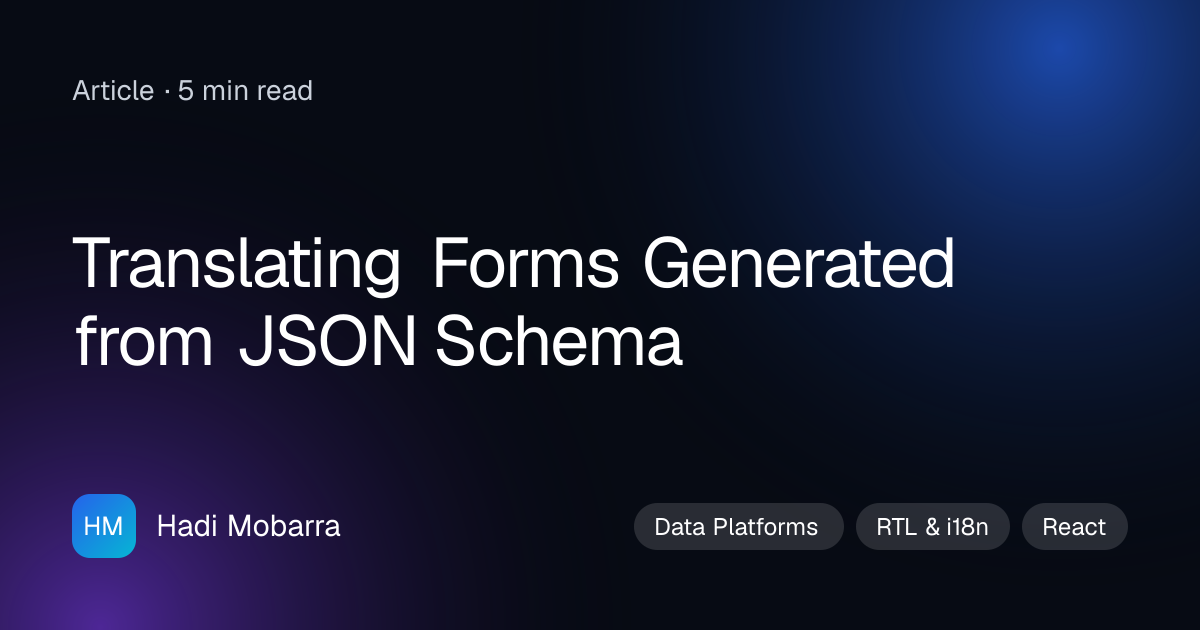 Article · 5 min read
Translating Forms Generated
from JSON Schema
HM
Hadi Mobarra
Data Platforms
RTL & i18n
React